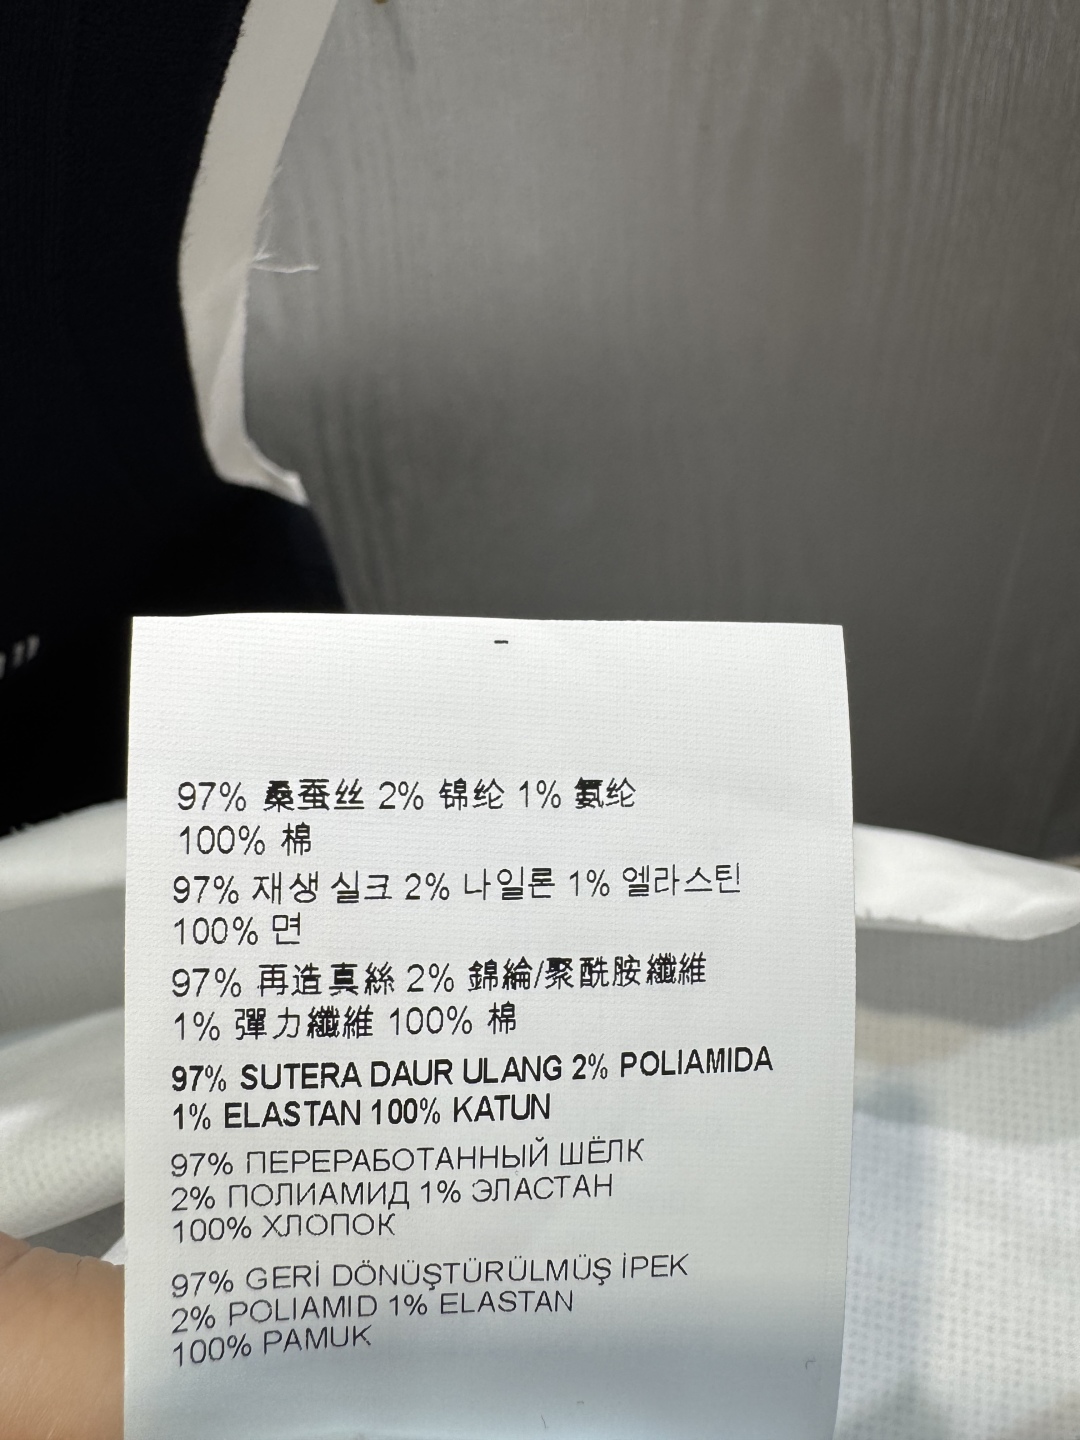 -
97% 桑蚕丝 2% 锦纶 1% 氨纶
100% 棉
97% 재생 실크 2% 나일론 1% 엘라스틴
100% 면
97% 再造真絲 2% 錦綸/聚酰胺纖維
1% 彈力纖維 100% 棉
97% SUTERA DAUR ULANG 2% POLIAMIDA
1% ELASTAN 100% KATUN
97% ПЕРЕРАБОТАННЫЙ ШЁЛК
2% ПОЛИАМИД 1% ЭЛАСТАН
100% ХЛОПОК
97% GERİ DÖNÜŞTÜRÜLMÜŞ İPEK
2% POLIAMID 1% ELASTAN
100% PAMUK